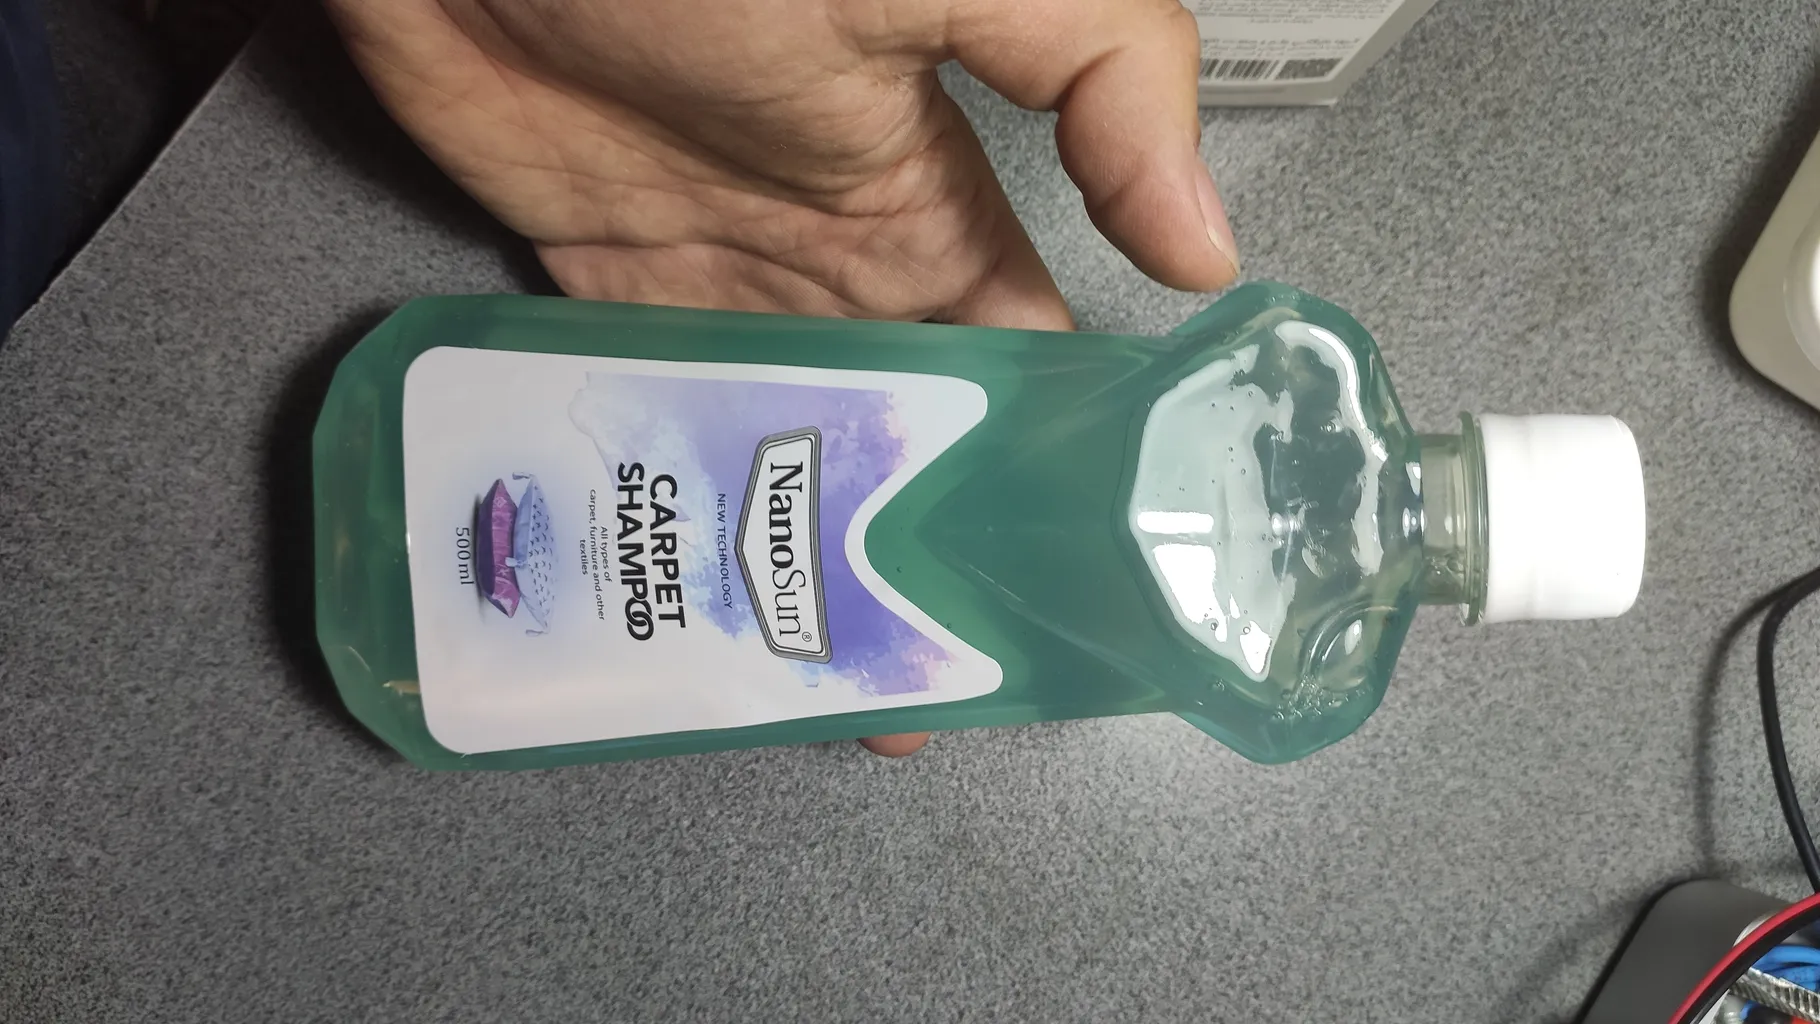 NanoSun®
NEW TECHNOLOGY
CARPET
SHAMPOO
All types of
carpet, furniture and other
textiles
500ml